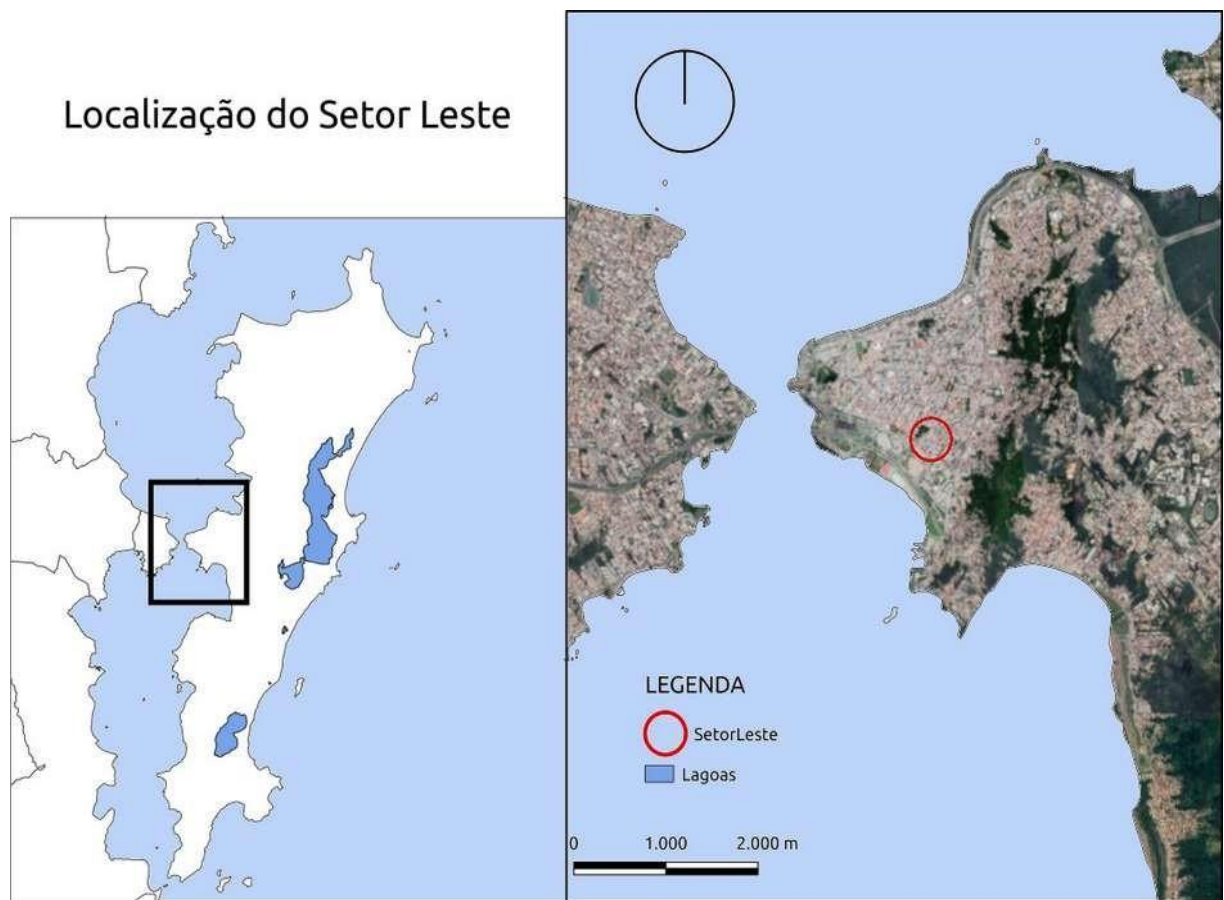 Localização do Setor Leste
LEGENDA
SetorLeste
Lagoas
0 1.000 2.000 m